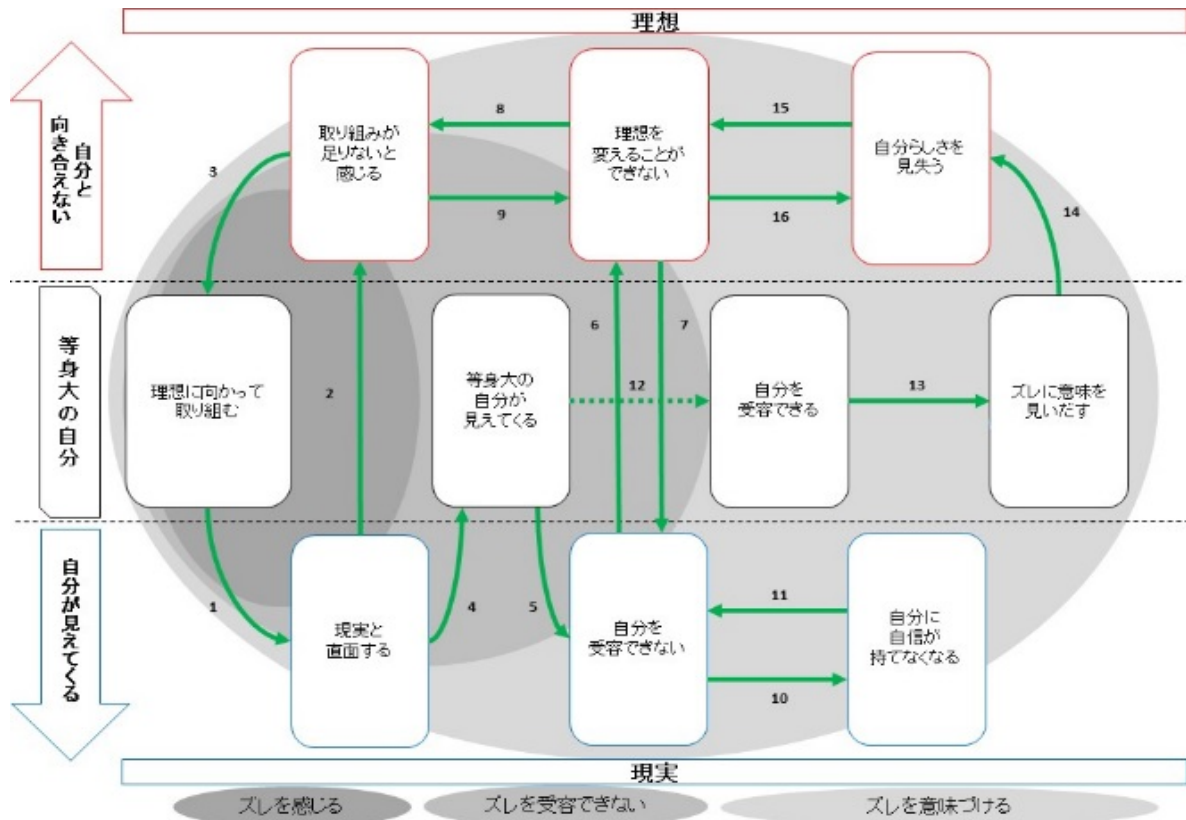 理想
自分と
向き合えない
取り組みが
足りないと
感じる
8
9
理想を
変えることが
できない
15
16
自分らしさを
見失う
3
14
等身大の自分
理想に向かって
取り組む
2
等身大の
自分が
見えてくる
6
7
12
自分を
受容できる
13
ズレに意味を
見いだす
自分が見えてくる
1
現実と
直面する
4
5
自分を
受容できない
11
10
自分に
自信が
持てなくなる
現実
ズレを感じる
ズレを受容できない
ズレを意味づける